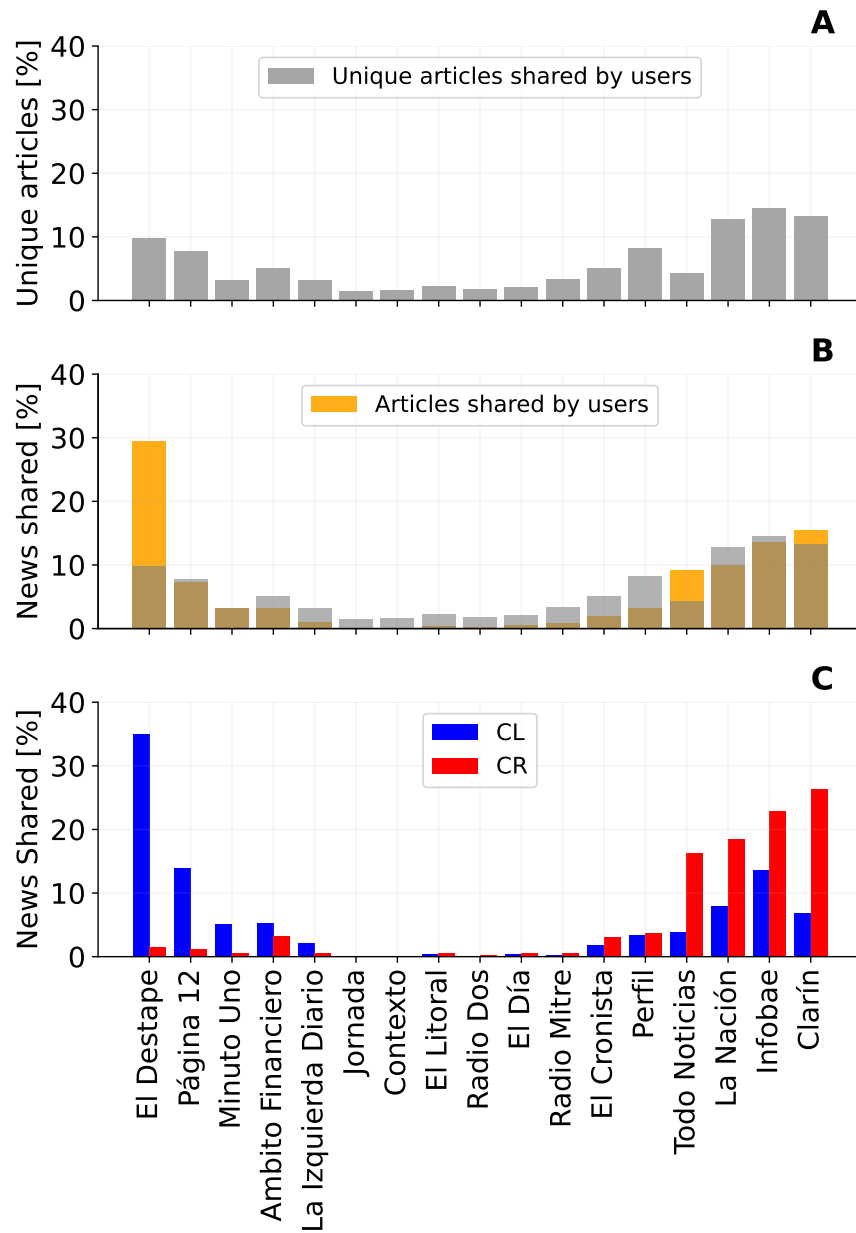 A
Unique articles [%]
40
30
20
10
0
Unique articles shared by users
B
News shared [%]
40
30
20
10
0
Articles shared by users
C
News Shared [%]
40
30
20
10
0
CL
CR
El Destape
Página 12
Minuto Uno
Ambito Financiero
La Izquierda Diario
Jornada
Contexto
El Litoral
Radio Dos
El Día
Radio Mitre
El Cronista
Perfil
Todo Noticias
La Nación
Infobae
Clarín